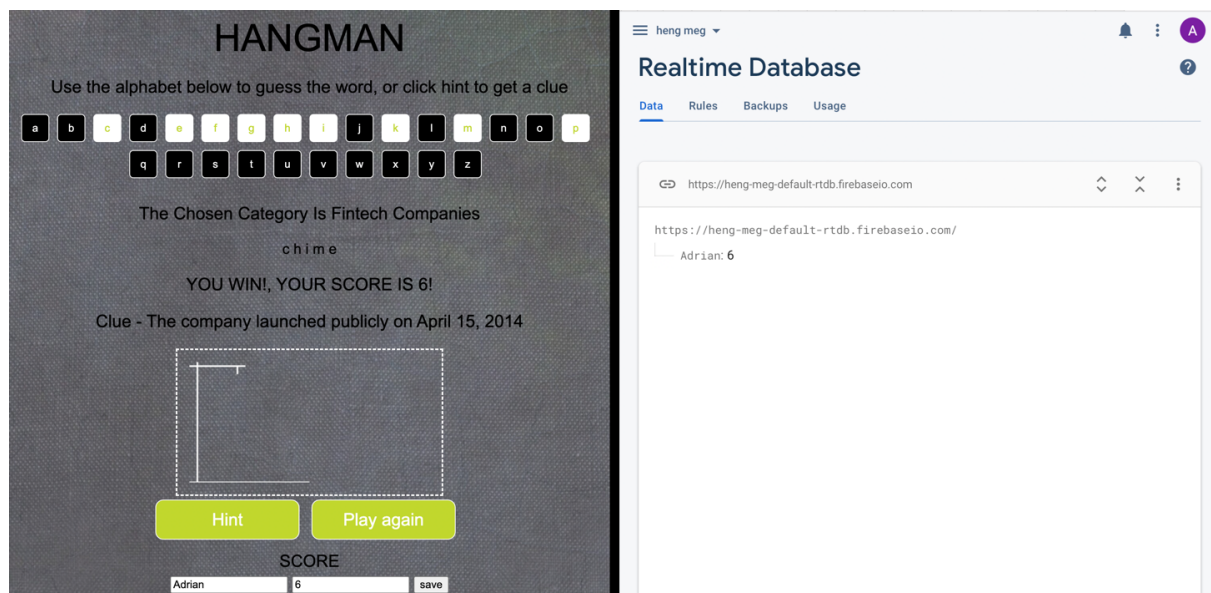 HANGMAN
Use the alphabet below to guess the word, or click hint to get a clue
a b c d e f g h i j k l m n o p
q r s t u v w x y z
The Chosen Category Is Fintech Companies
c h i m e
YOU WIN!, YOUR SCORE IS 6!
Clue - The company launched publicly on April 15, 2014
Hint Play again
SCORE
Adrian 6 save
heng meg A
Realtime Database ?
Data Rules Backups Usage
https://heng-meg-default-rtdb.firebaseio.com
https://heng-meg-default-rtdb.firebaseio.com/
Adrian: 6